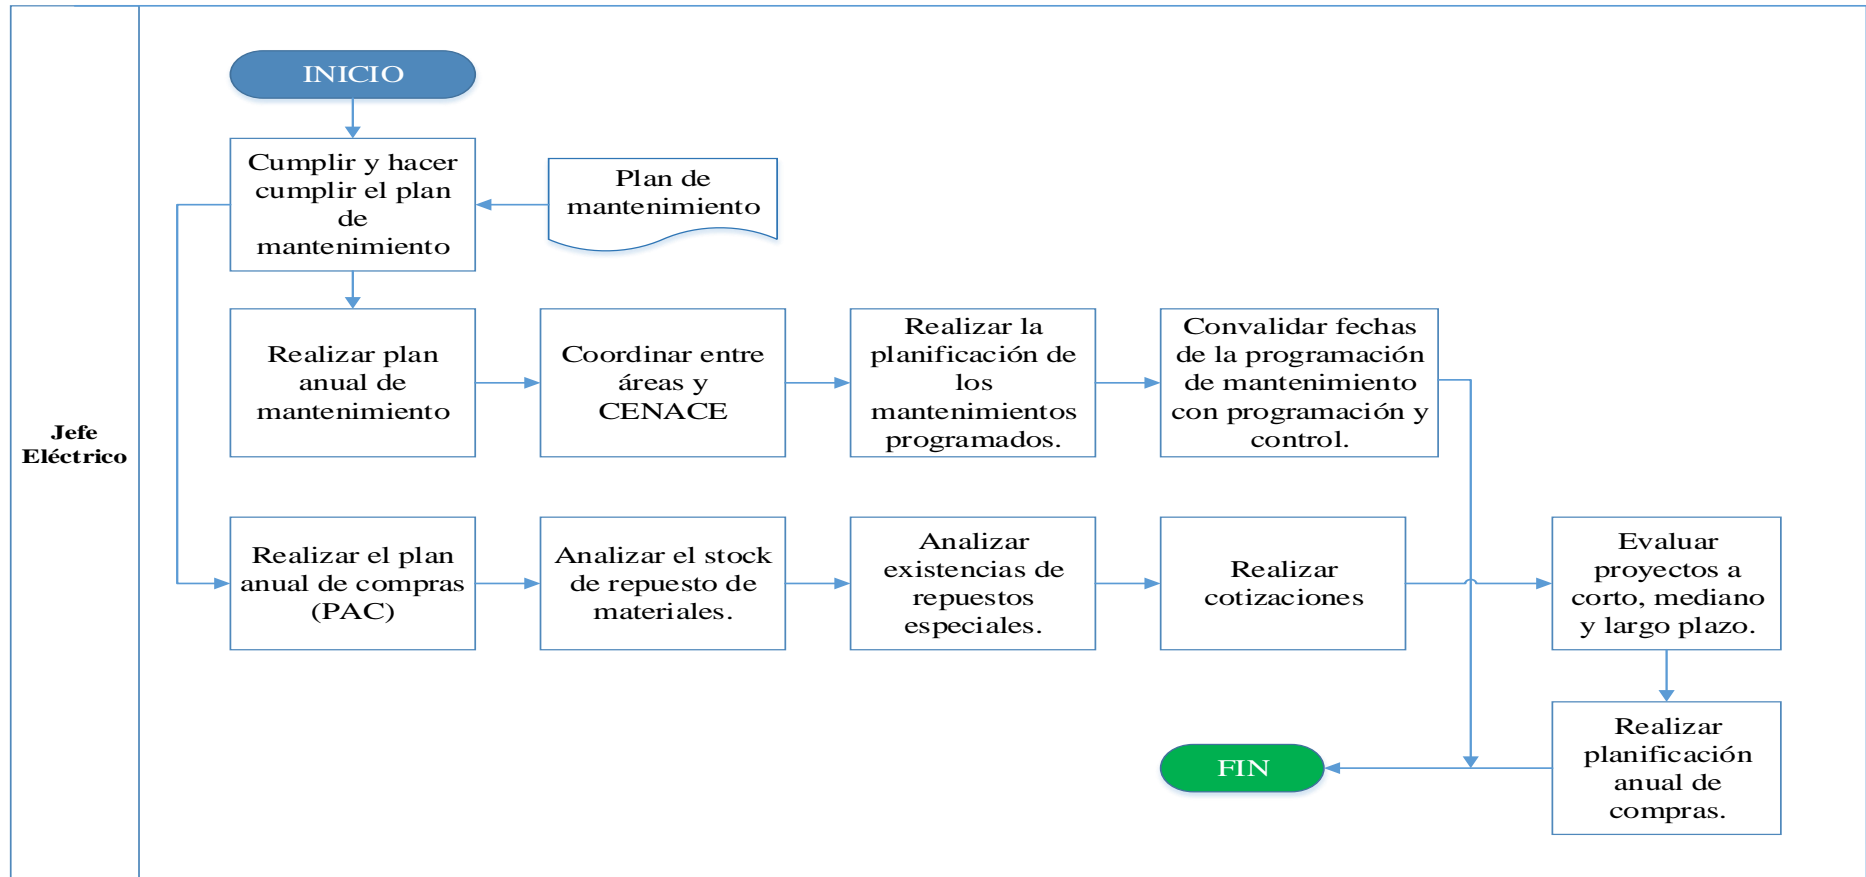 INICIO
Cumplir y hacer
cumplir el plan
de
mantenimiento
Plan de
mantenimiento
Realizar plan
anual de
mantenimiento
Coordinar entre
áreas y
CENACE
Realizar la
planificación de
los
mantenimientos
programados.
Convalidar fechas
de la programación
de mantenimiento
con programación y
control.
Jefe
Eléctrico
Realizar el plan
anual de compras
(PAC)
Analizar el stock
de repuesto de
materiales.
Analizar
existencias de
repuestos
especiales.
Realizar
cotizaciones
Evaluar
proyectos a
corto, mediano
y largo plazo.
Realizar
planificación
anual de
compras.
FIN